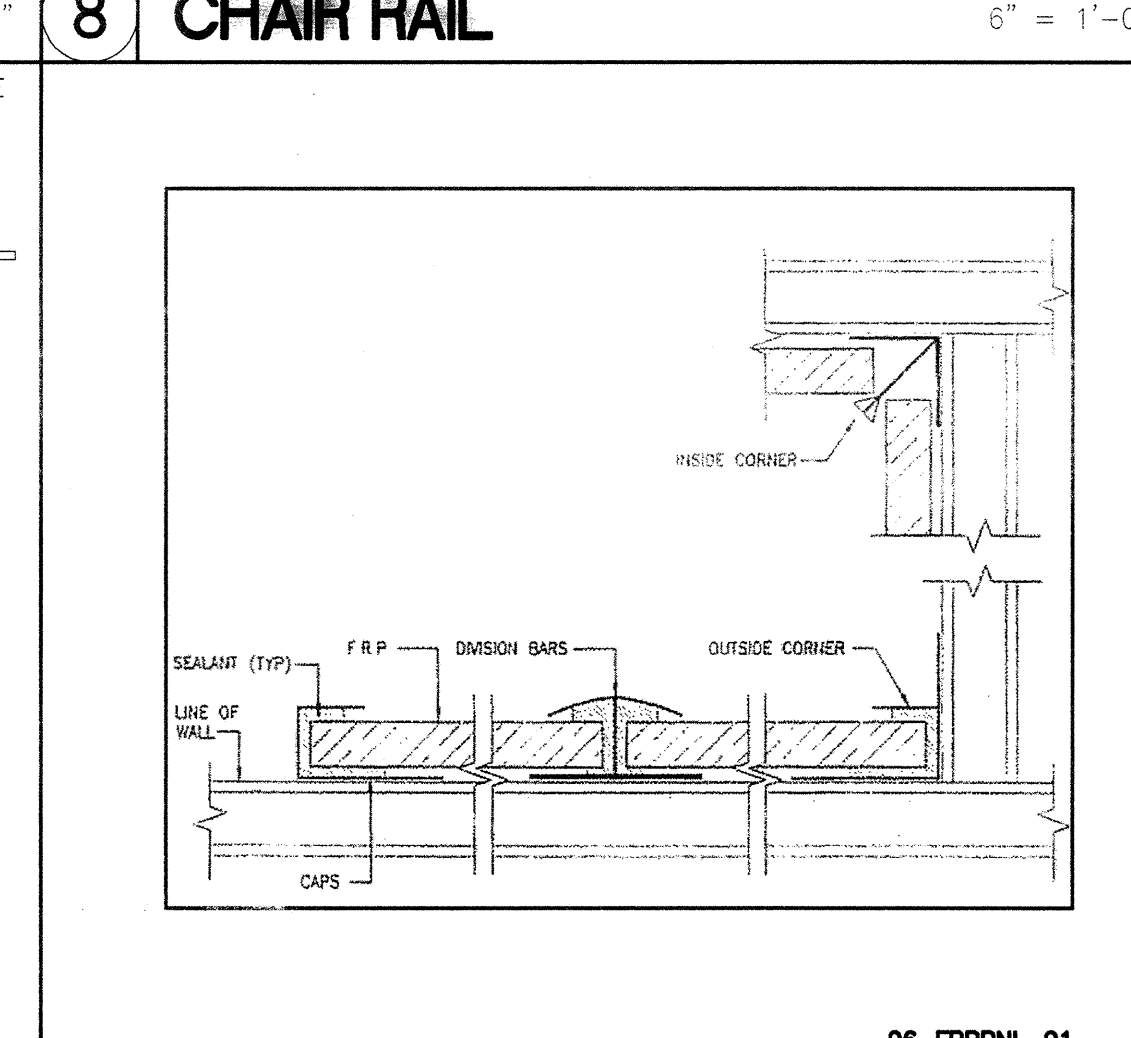 8 CHAIR RAIL 6" = 1'-0
INSIDE CORNER
SEALANT (TYP)
F R P
DIVISION BARS
OUTSIDE CORNER
LINE OF
WALL
CAPS